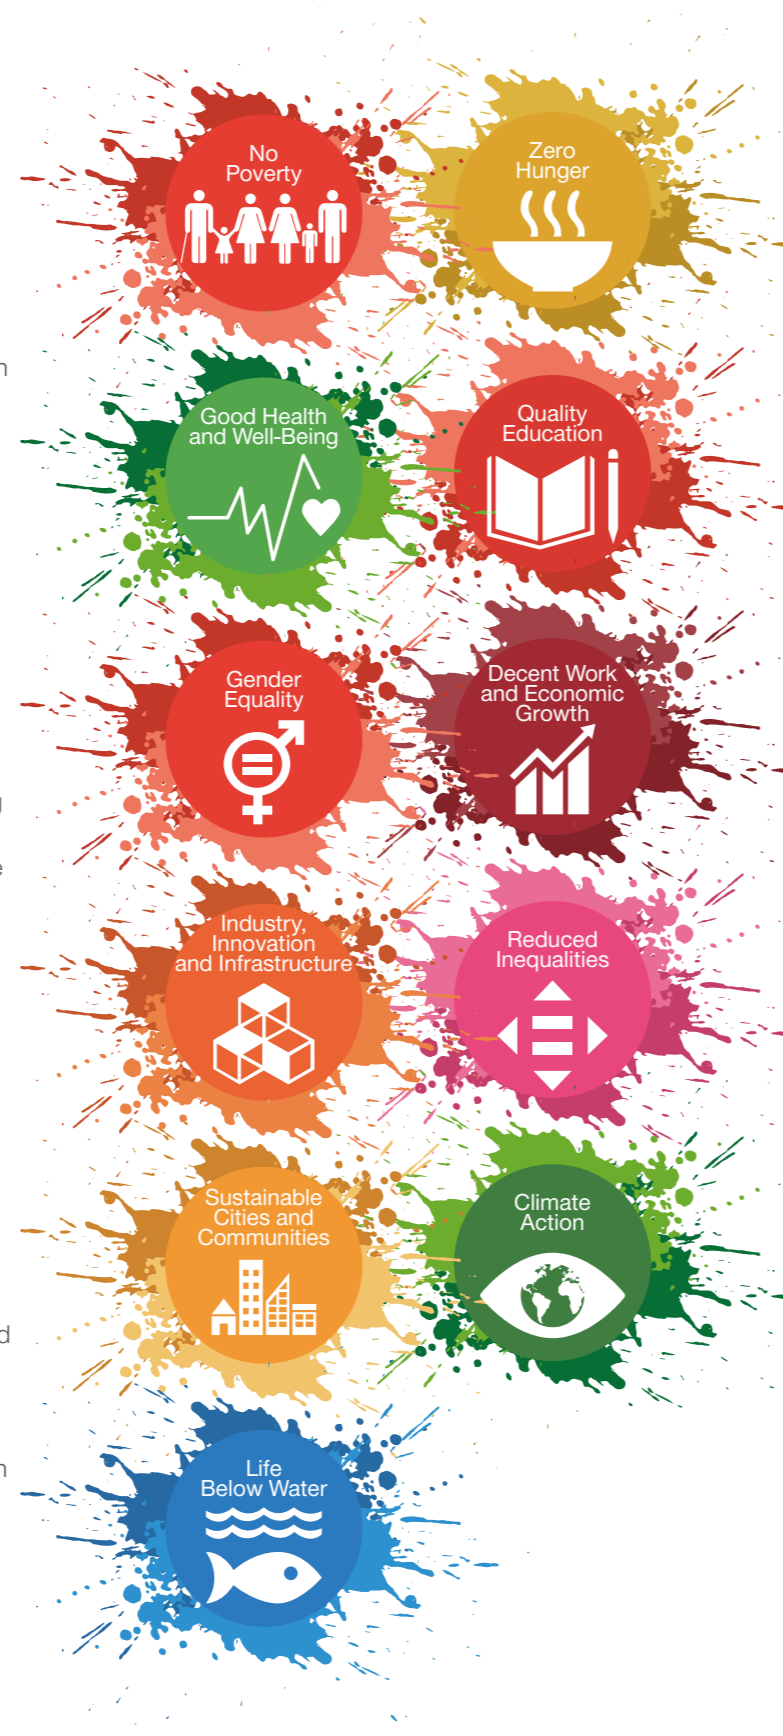 No
Poverty
Zero
Hunger
n
Good Health
and Well-Being
Quality
Education
Gender
Equality
Decent Work
and Economic
Growth
e
Industry,
Innovation
and Infrastructure
Reduced
Inequalities
Sustainable
Cities and
Communities
Climate
Action
d
n
Life
Below Water